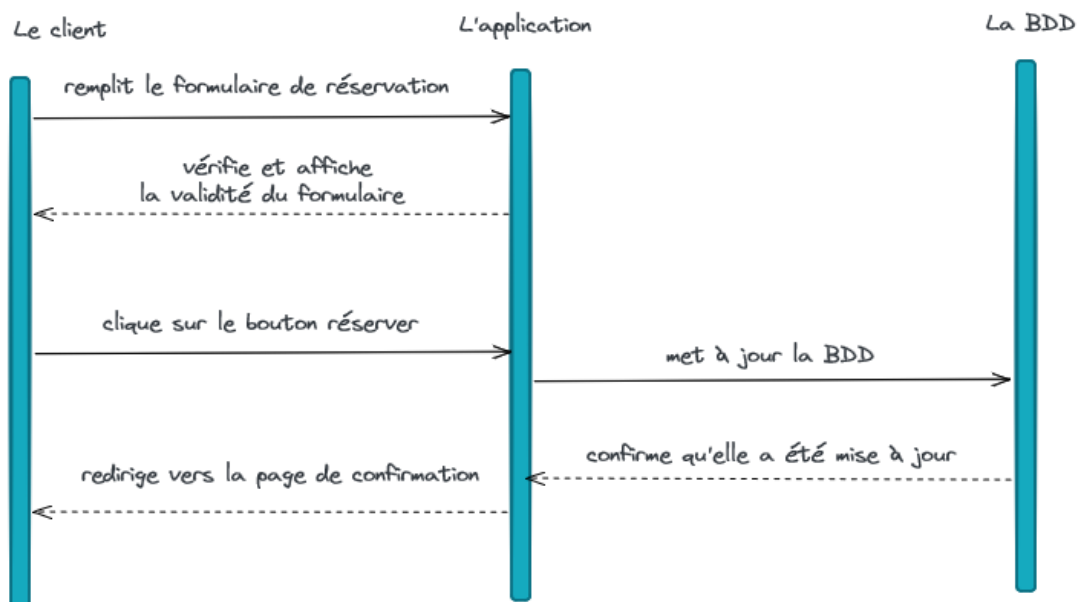 Le client
L'application
La BDD
remplit le formulaire de réservation
vérifie et affiche
la validité du formulaire
clique sur le bouton réserver
met à jour la BDD
confirme qu'elle a été mise à jour
redirige vers la page de confirmation